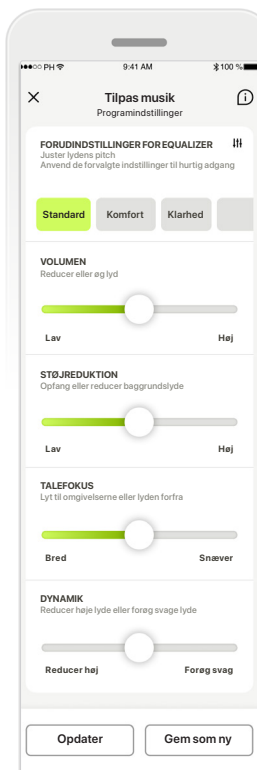 PH 9:41 AM 100 %
Tilpas musik
Programindstillinger
FORUDINDSTILLINGER FOR EQUALIZER
Juster lydens pitch
Anvend de forvalgte indstillinger til hurtig adgang
Standard Komfort Klarhed
VOLUMEN
Reducer eller øg lyd
Lav Høj
STØJREDUKTION
Opfang eller reducer baggrundslyde
Lav Høj
TALEFOKUS
Lyt til omgivelserne eller lyden forfra
Bred Snæver
DYNAMIK
Reducer høje lyde eller forøg svage lyde
Reducer høj Forøg svag
Opdater Gem som ny